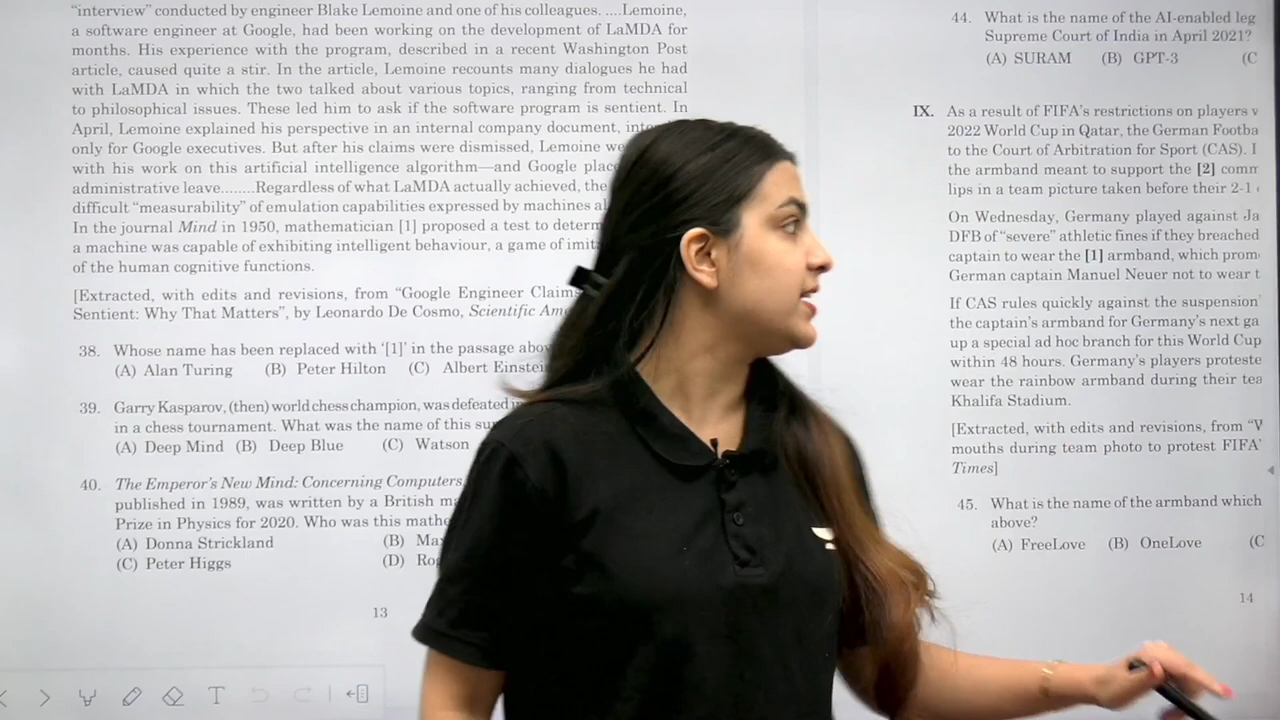 “interview” conducted by engineer Blake Lemoine and one of his colleagues. ....Lemoine,
a software engineer at Google, had been working on the development of LaMDA for
months. His experience with the program, described in a recent Washington Post
article, caused quite a stir. In the article, Lemoine recounts many dialogues he had
with LaMDA in which the two talked about various topics, ranging from technical
to philosophical issues. These led him to ask if the software program is sentient. In
April, Lemoine explained his perspective in an internal company document,
only for Google executives. But after his claims were dismissed, Lemoine
with his work on this artificial intelligence algorithm—and Google
administrative leave........Regardless of what LaMDA actually achieved, the
difficult “measurability” of emulation capabilities expressed by machines
In the journal Mind in 1950, mathematician [1] proposed a test to
a machine was capable of exhibiting intelligent behaviour, a game of
of the human cognitive functions.
[Extracted, with edits and revisions, from “Google Engineer Claims
Sentient: Why That Matters”, by Leonardo De Cosmo, Scientific
38. Whose name has been replaced with ‘[1]’ in the passage
(A) Alan Turing (B) Peter Hilton (C) Albert
39. Garry Kasparov, (then) world chess champion, was defeated
in a chess tournament. What was the name of this
(A) Deep Mind (B) Deep Blue (C) Watson
40. The Emperor’s New Mind: Concerning Computers
published in 1989, was written by a British
Prize in Physics for 2020. Who was this
(A) Donna Strickland (B)
(C) Peter Higgs (D)
13
44. What is the name of the AI-enabled leg
Supreme Court of India in April 2021?
(A) SURAM (B) GPT-3 (C
IX. As a result of FIFA’s restrictions on players
2022 World Cup in Qatar, the German Footba
to the Court of Arbitration for Sport (CAS). I
the armband meant to support the [2] comm
lips in a team picture taken before their 2-1
On Wednesday, Germany played against Ja
DFB of “severe” athletic fines if they breached
captain to wear the [1] armband, which prom
German captain Manuel Neuer not to wear t
If CAS rules quickly against the suspension
the captain’s armband for Germany’s next ga
up a special ad hoc branch for this World Cup
within 48 hours. Germany’s players proteste
wear the rainbow armband during their tea
Khalifa Stadium.
[Extracted, with edits and revisions, from
mouths during team photo to protest FIFA’
Times]
45. What is the name of the armband which
above?
(A) FreeLove (B) OneLove (C
14
T